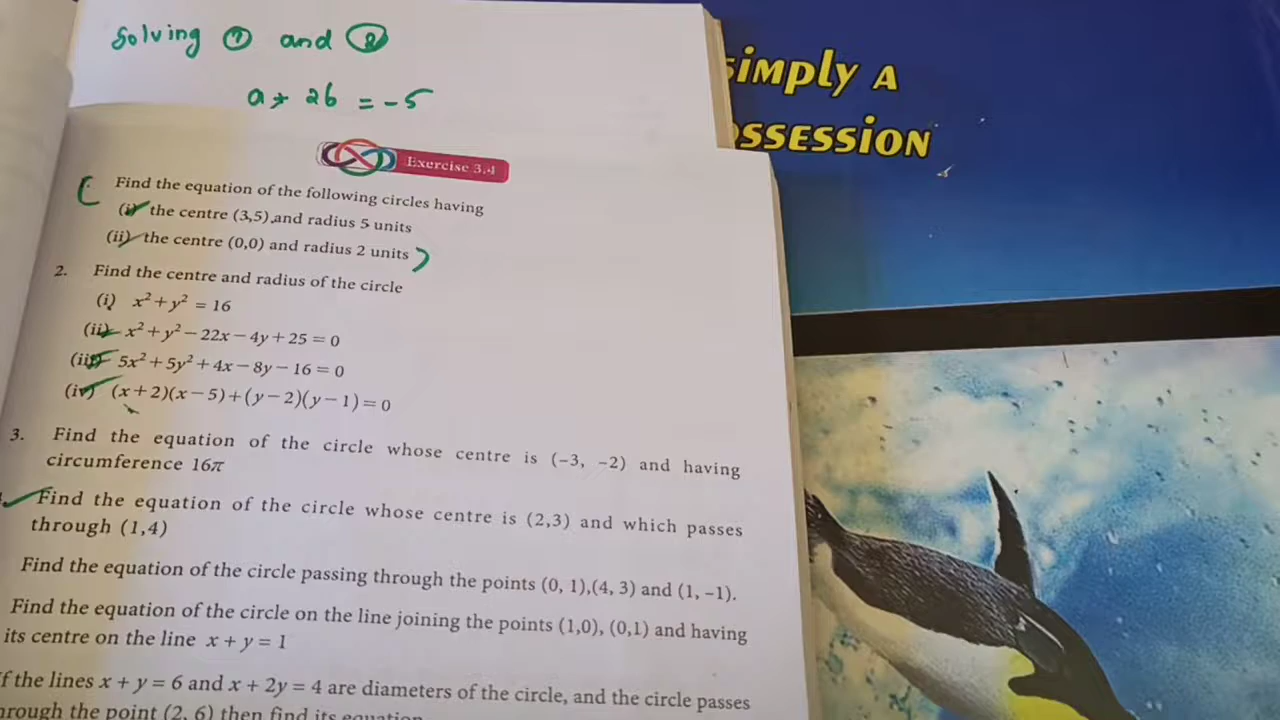 solving ① and ②
a + 2b = -5
SIMPLY A
SSESSION
Exercise 3.4
Find the equation of the following circles having
(i) the centre (3,5),and radius 5 units
(ii) the centre (0,0) and radius 2 units
2. Find the centre and radius of the circle
(i) x² + y² = 16
(ii) x² + y² − 22x − 4y + 25 = 0
(iii) 5x² + 5y² + 4x − 8y − 16 = 0
(iv) (x + 2)(x − 5) + (y − 2)(y − 1) = 0
3. Find the equation of the circle whose centre is (−3, −2) and having
circumference 16π
Find the equation of the circle whose centre is (2,3) and which passes
through (1,4)
Find the equation of the circle passing through the points (0, 1),(4, 3) and (1, −1).
Find the equation of the circle on the line joining the points (1,0), (0,1) and having
its centre on the line x + y = 1
f the lines x + y = 6 and x + 2y = 4 are diameters of the circle, and the circle passes
hrough the point (2, 6) then find its equation